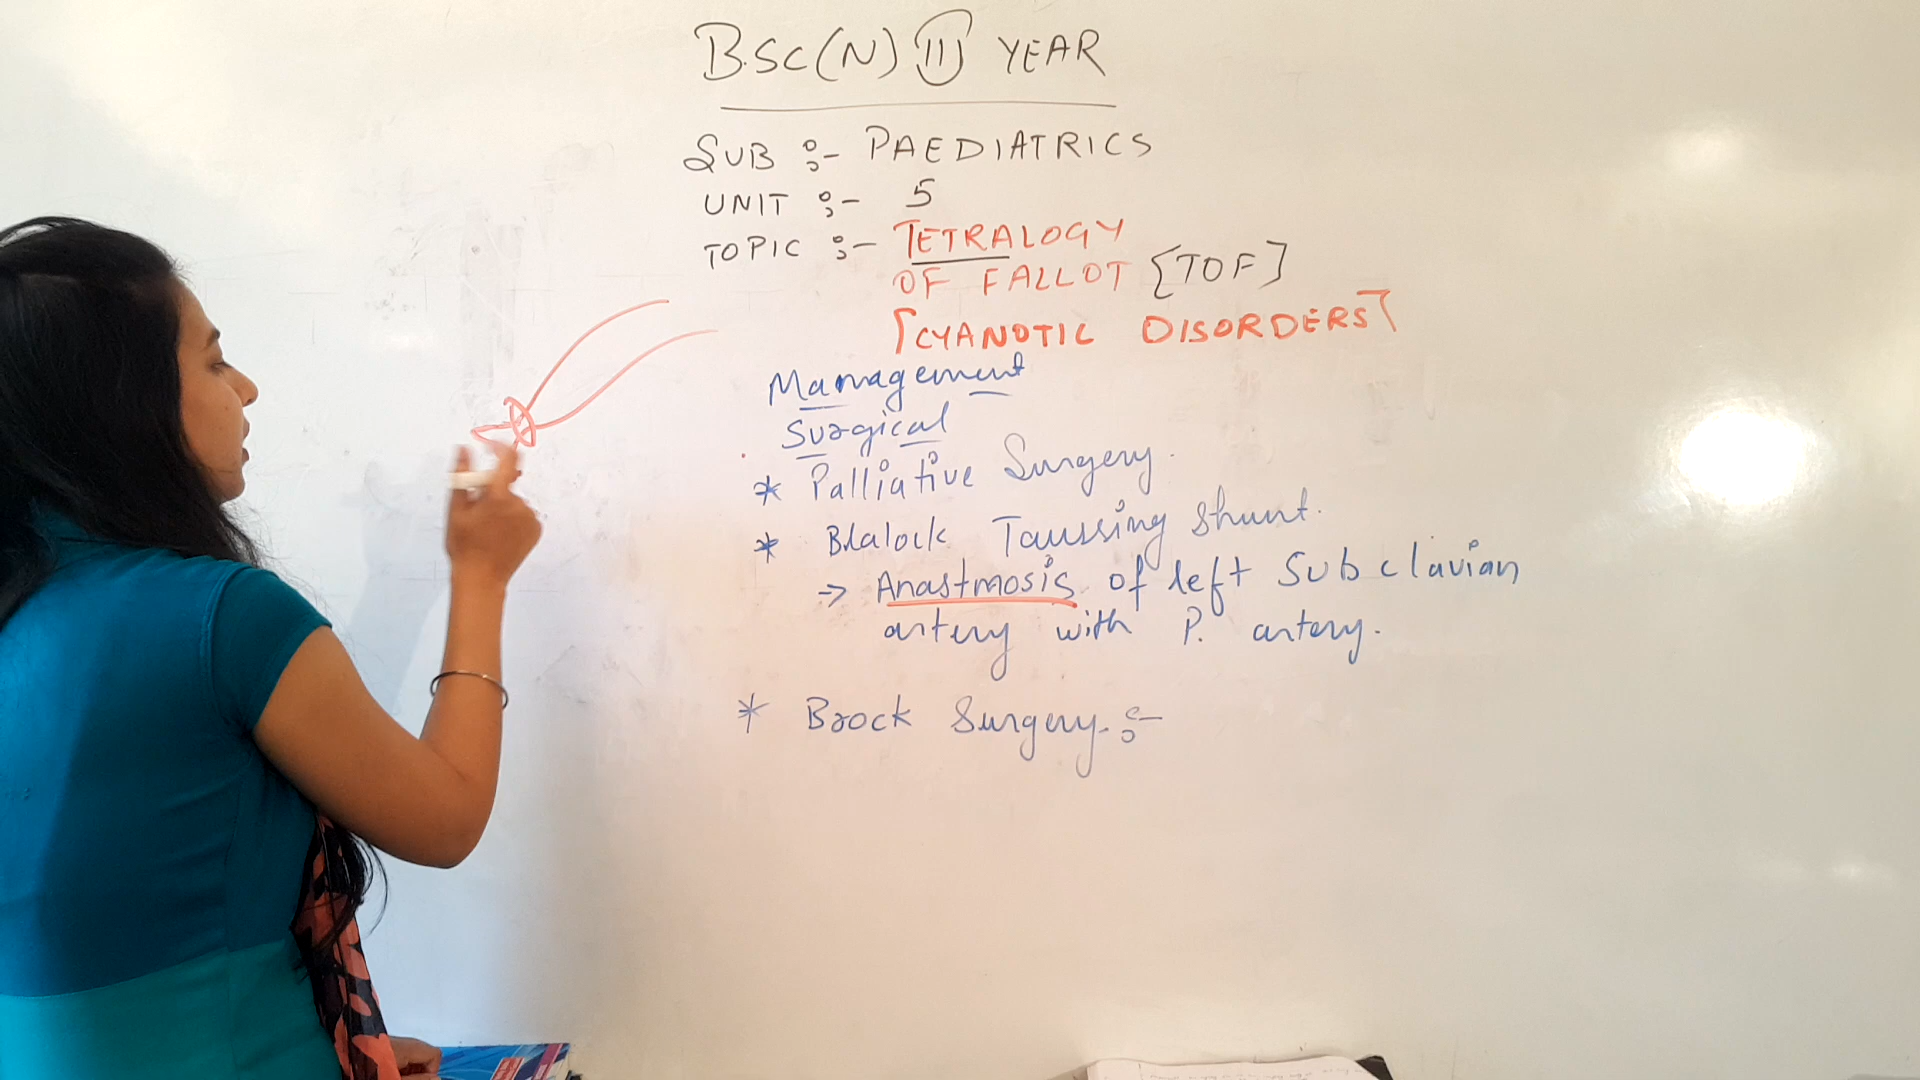 B.SC(N) III YEAR
SUB :- PAEDIATRICS
UNIT :- 5
TOPIC :- TETRALOGY
OF FALLOT [TOF]
[CYANOTIC DISORDERS]
Management
Surgical
* Palliative Surgery.
* Blalock Taussing Shunt.
→ Anastmosis of left Subclavian
artery with P. artery.
* Brock Surgery :-